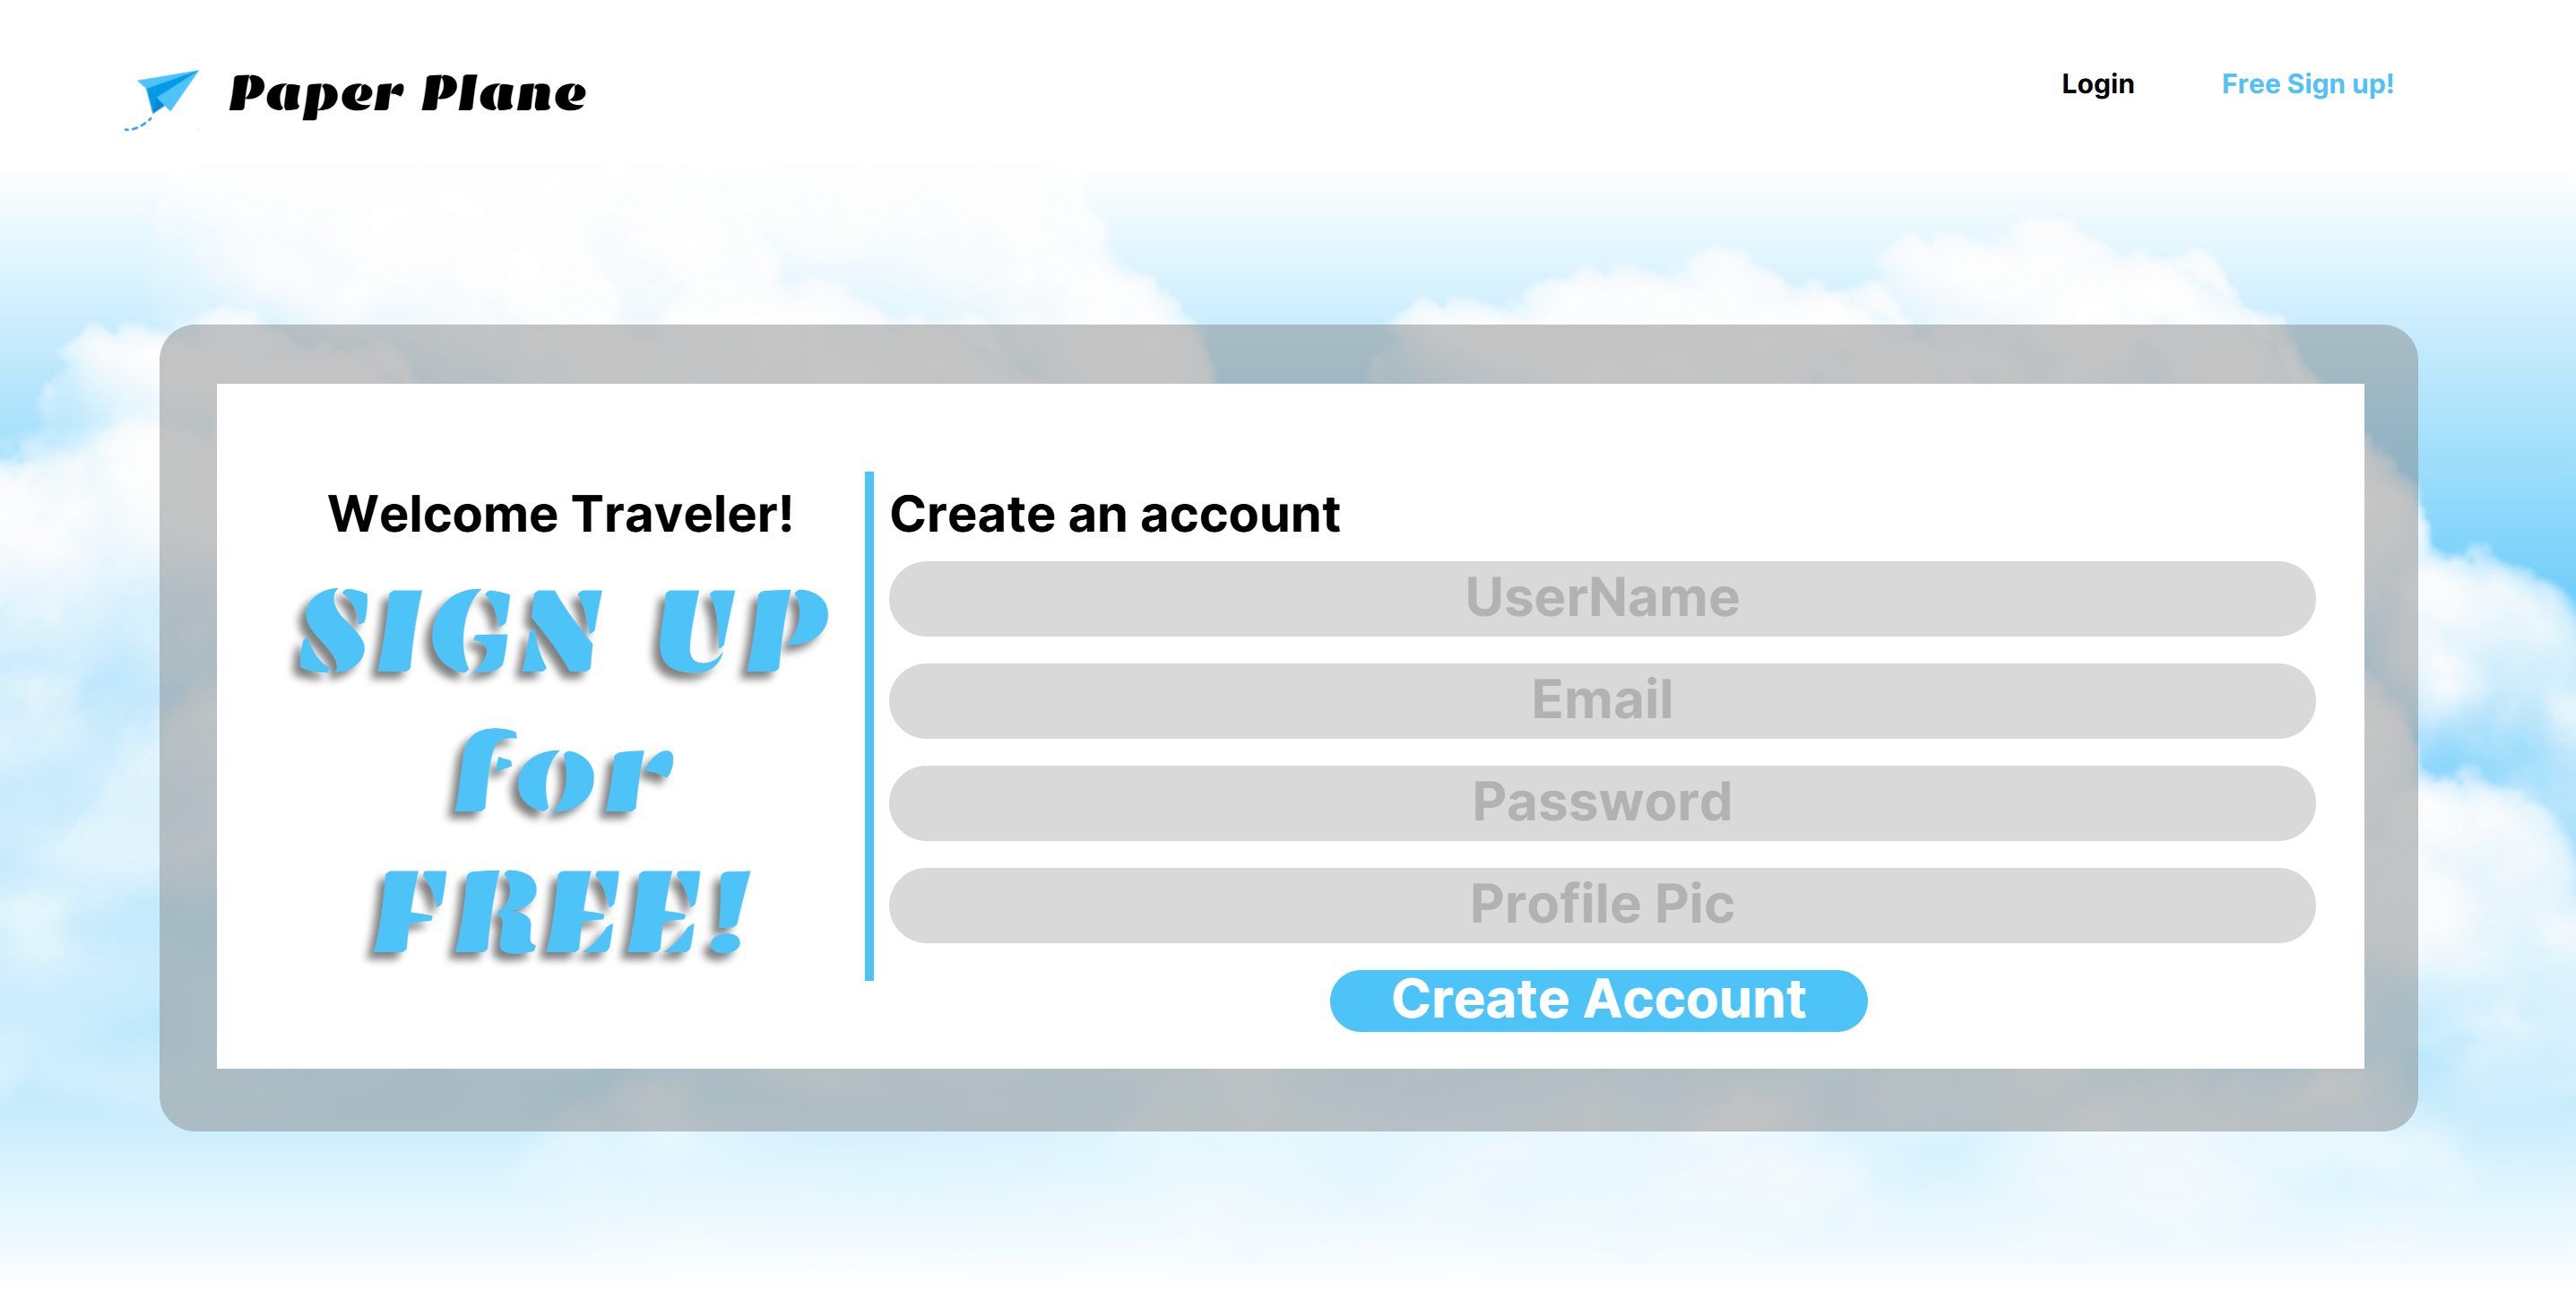 Paper Plane
Login
Free Sign up!
Welcome Traveler!
SIGN UP
for
FREE!
Create an account
UserName
Email
Password
Profile Pic
Create Account